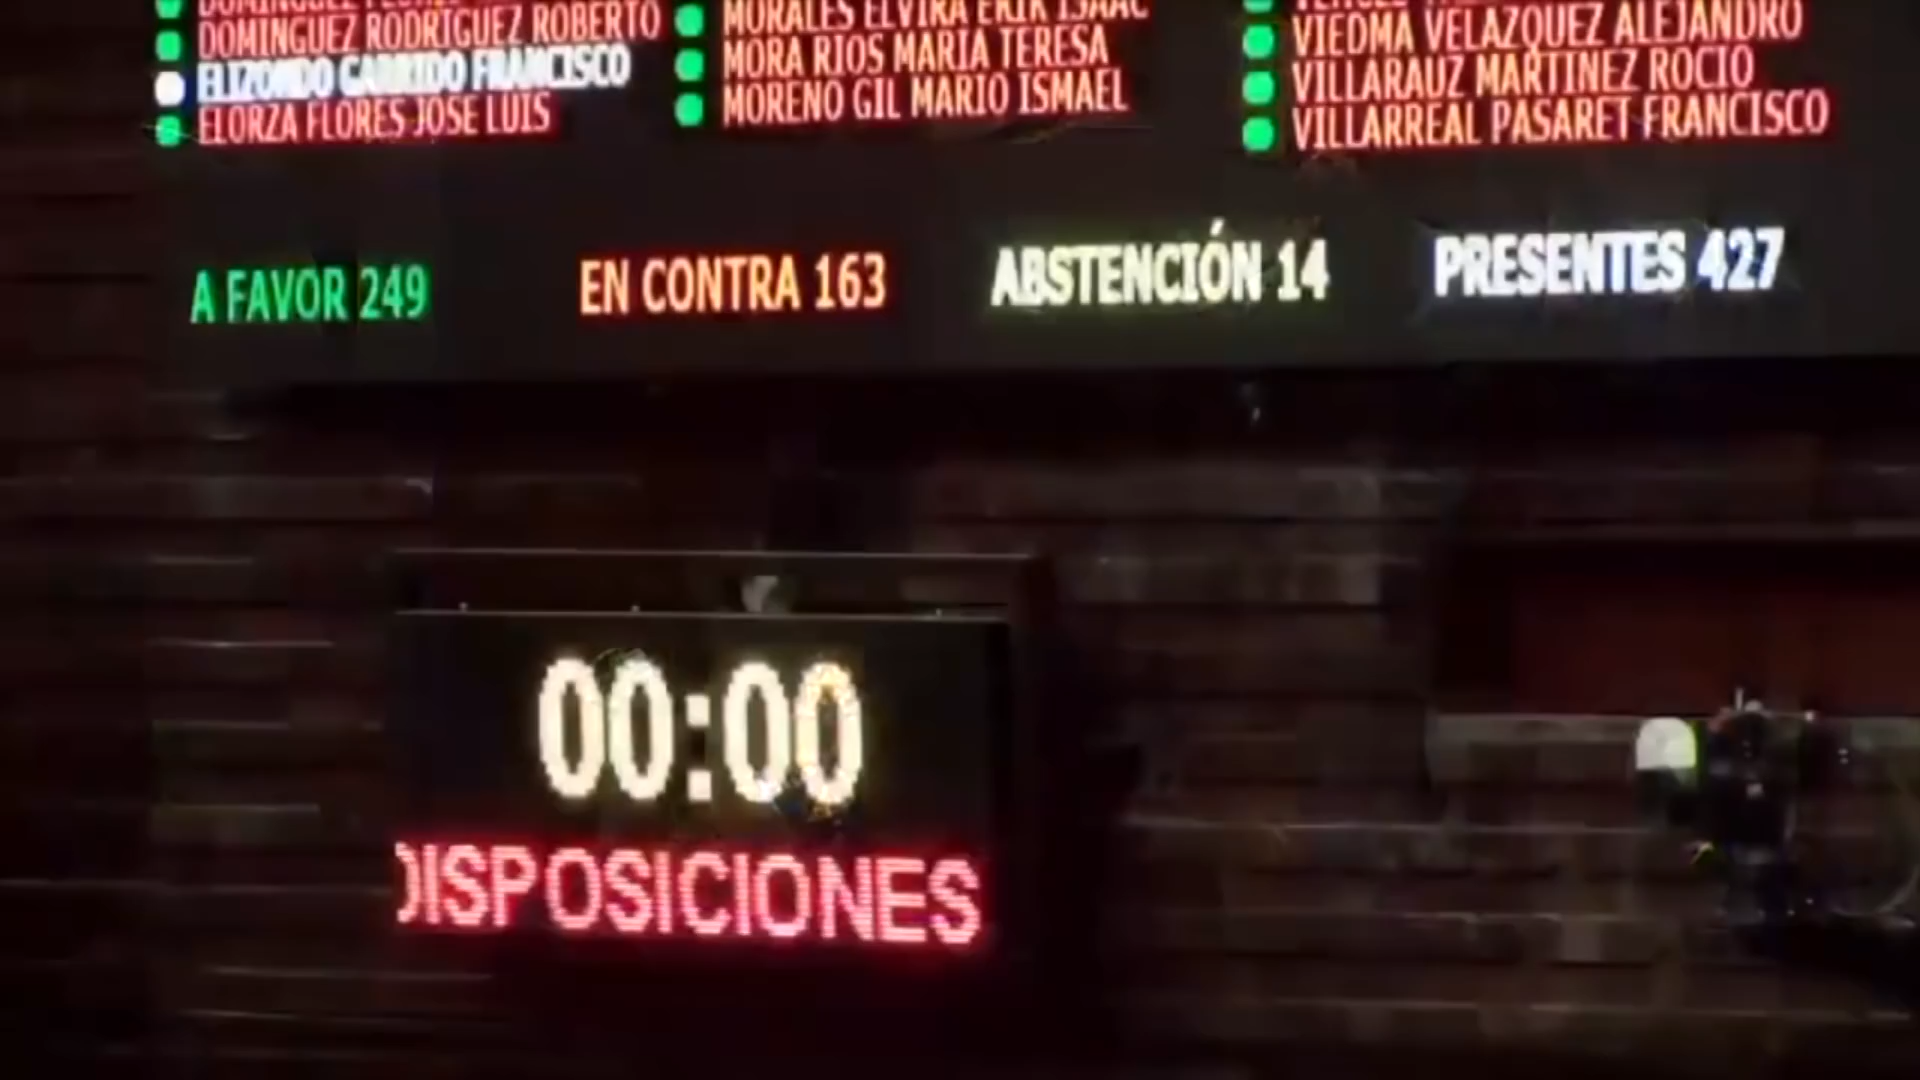 DOMINGUEZ
DOMINGUEZ RODRIGUEZ ROBERTO
ELIZONDO GARRIDO FRANCISCO
ELORZA FLORES JOSE LUIS
MORALES ELVIRA ERIK ISAAC
MORA RIOS MARIA TERESA
MORENO GIL MARIO ISMAEL
VIEDMA VELAZQUEZ ALEJANDRO
VILLARAUZ MARTINEZ ROCIO
VILLARREAL PASARET FRANCISCO
A FAVOR 249
EN CONTRA 163
ABSTENCIÓN 14
PRESENTES 427
00:00
DISPOSICIONES